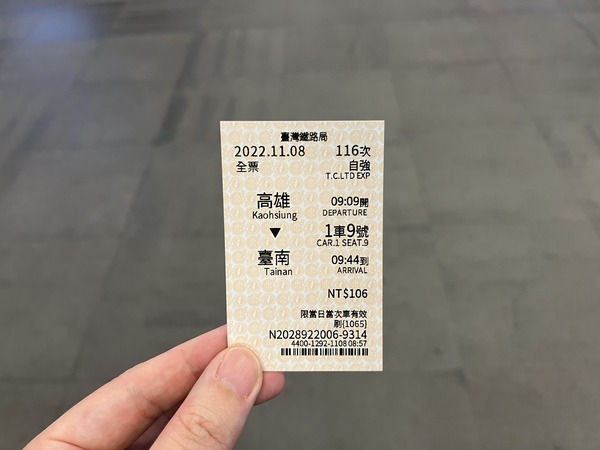 臺灣鐵路局
2022.11.08 116次
全票 自強
T.C.LTD EXP
高雄 09:09開
Kaohsiung DEPARTURE
▼ 1車9號
CAR.1 SEAT.9
臺南 09:44到
Tainan ARRIVAL
NT$106
限當日當次車有效
刷(1065)
N2028922006-9314
4400-1292-1108 08:57